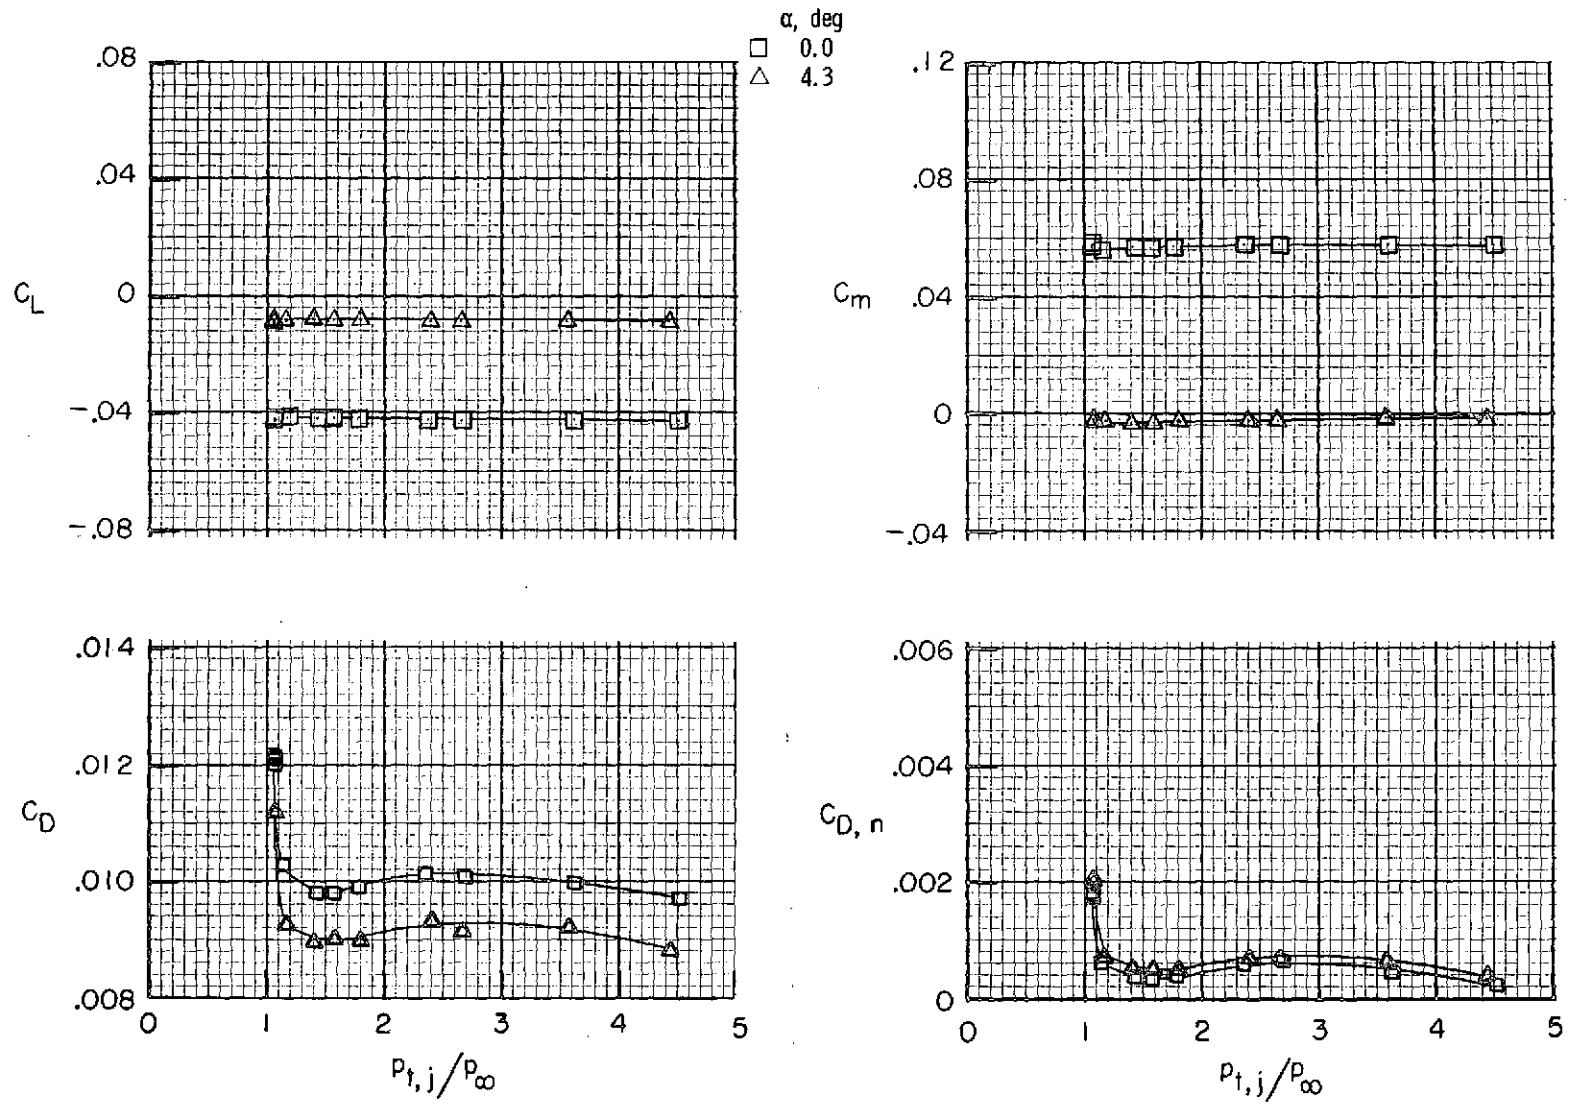 α, deg
□ 0.0
△ 4.3
.08
.04
0
-.04
-.08
C_L
.12
.08
.04
0
-.04
C_m
.014
.012
.010
.008
C_D
0 1 2 3 4 5
p_t,j/p_∞
.006
.004
.002
0
C_D,n
0 1 2 3 4 5
p_t,j/p_∞